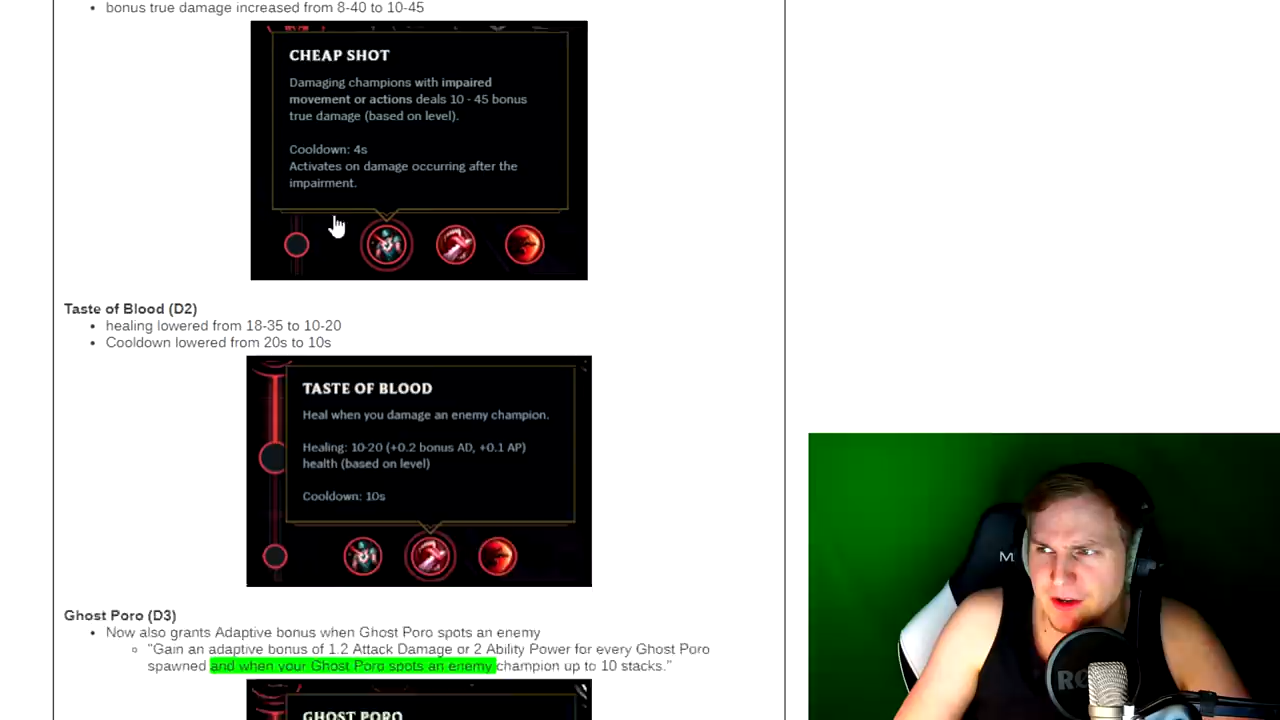 bonus true damage increased from 8-40 to 10-45
CHEAP SHOT
Damaging champions with impaired
movement or actions deals 10 - 45 bonus
true damage (based on level).
Cooldown: 4s
Activates on damage occurring after the
impairment.
Taste of Blood (D2)
healing lowered from 18-35 to 10-20
Cooldown lowered from 20s to 10s
TASTE OF BLOOD
Heal when you damage an enemy champion.
Healing: 10-20 (+0.2 bonus AD, +0.1 AP)
health (based on level)
Cooldown: 10s
Ghost Poro (D3)
Now also grants Adaptive bonus when Ghost Poro spots an enemy
"Gain an adaptive bonus of 1.2 Attack Damage or 2 Ability Power for every Ghost Poro
spawned and when your Ghost Poro spots an enemy champion up to 10 stacks."
GHOST PORO
M